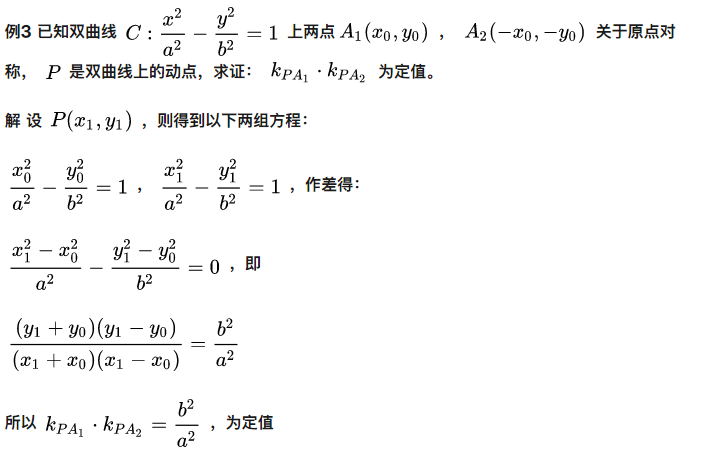 例3 已知双曲线 $C: \frac{x^2}{a^2} - \frac{y^2}{b^2} = 1$ 上两点 $A_1(x_0, y_0)$ ， $A_2(-x_0, -y_0)$ 关于原点对
称， $P$ 是双曲线上的动点，求证： $k_{PA_1} \cdot k_{PA_2}$ 为定值。
解 设 $P(x_1, y_1)$ ，则得到以下两组方程：
$\frac{x_0^2}{a^2} - \frac{y_0^2}{b^2} = 1$ ， $\frac{x_1^2}{a^2} - \frac{y_1^2}{b^2} = 1$ ，作差得：
$\frac{x_1^2 - x_0^2}{a^2} - \frac{y_1^2 - y_0^2}{b^2} = 0$ ，即
$\frac{(y_1 + y_0)(y_1 - y_0)}{(x_1 + x_0)(x_1 - x_0)} = \frac{b^2}{a^2}$
所以 $k_{PA_1} \cdot k_{PA_2} = \frac{b^2}{a^2}$ ，为定值